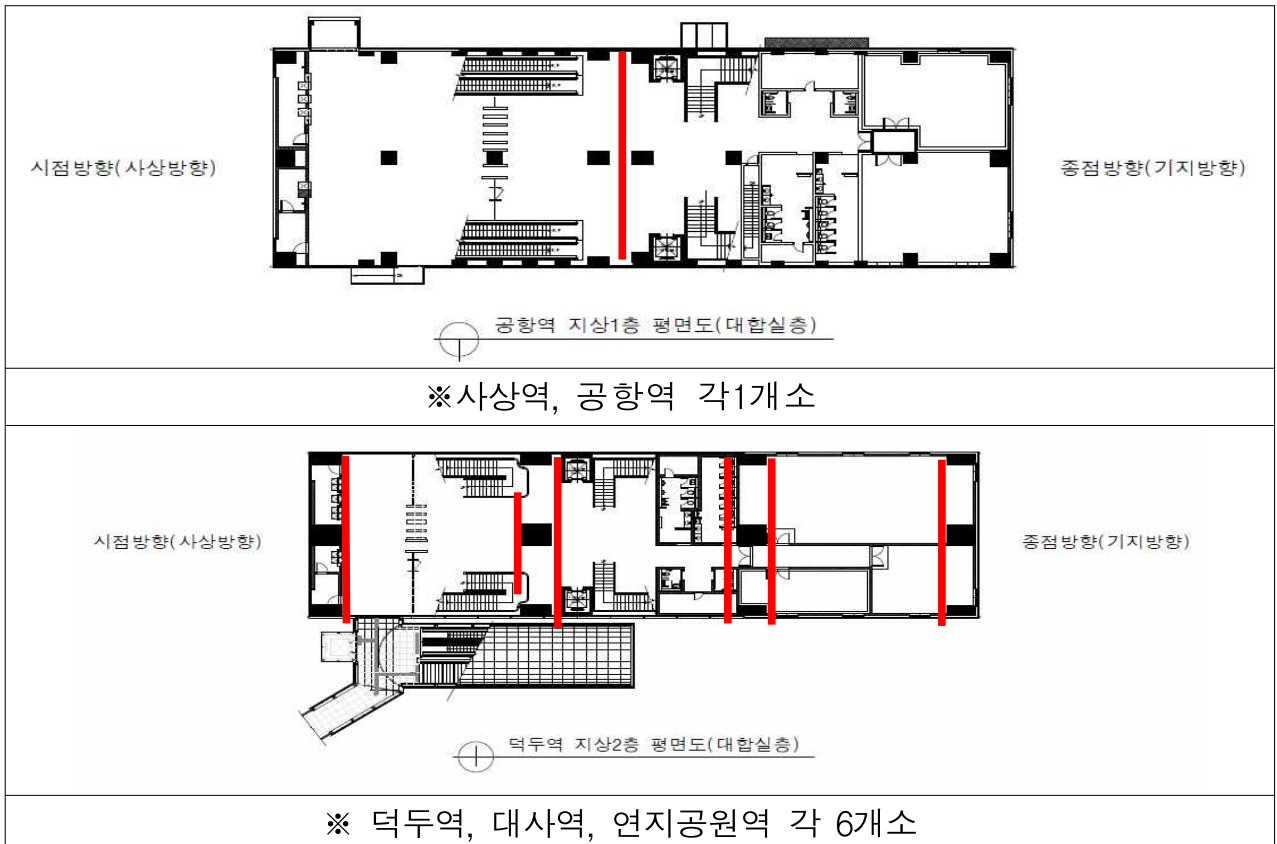 시점방향(사상방향)
종점방향(기지방향)
공항역 지상1층 평면도(대합실층)
※사상역, 공항역 각1개소
시점방향(사상방향)
종점방향(기지방향)
덕두역 지상2층 평면도(대합실층)
※ 덕두역, 대사역, 연지공원역 각 6개소